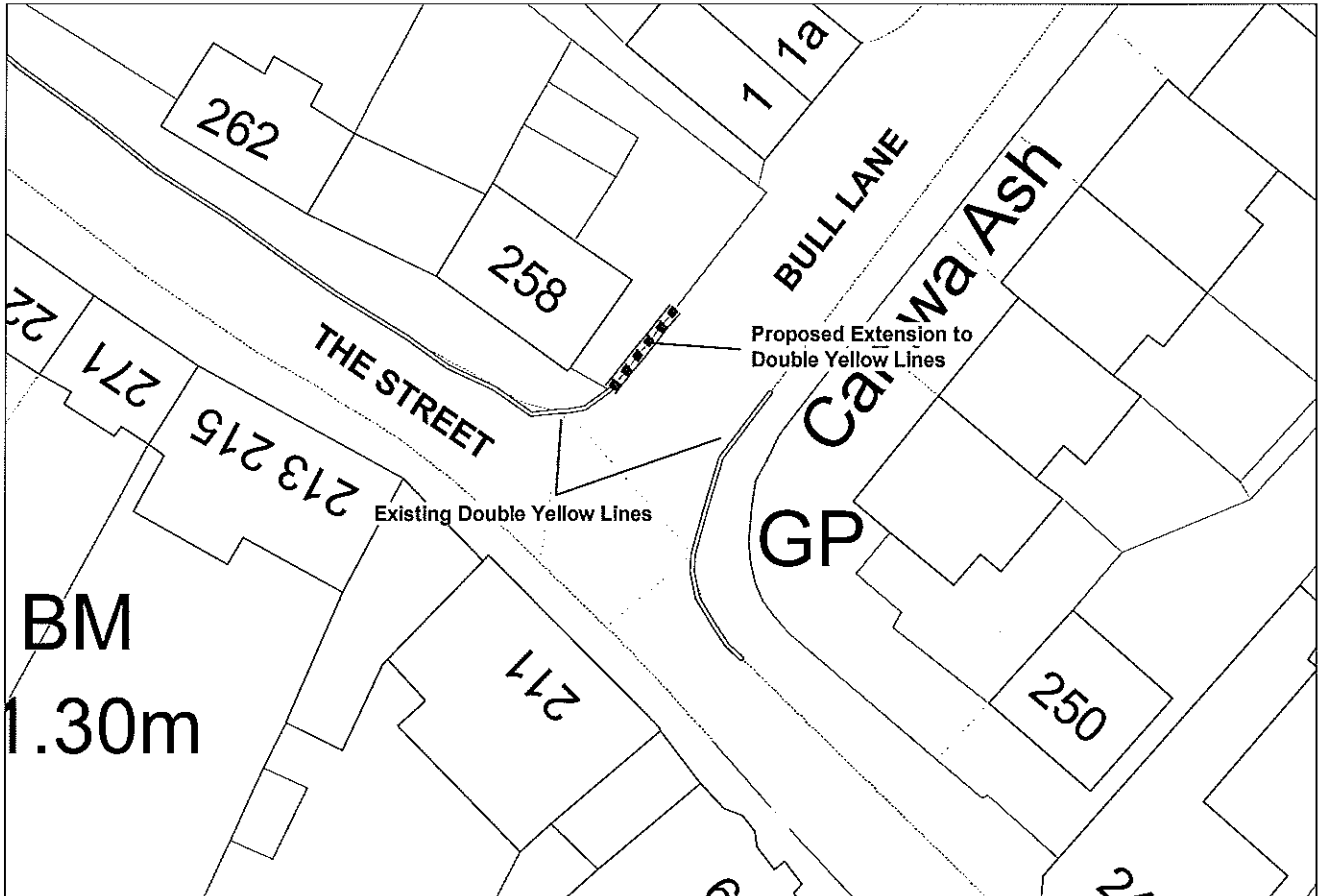 1a
1
262
BULL LANE
258
Proposed Extension to
Double Yellow Lines
THE STREET
271
213 215
Existing Double Yellow Lines
GP
BM
211
250
1.30m